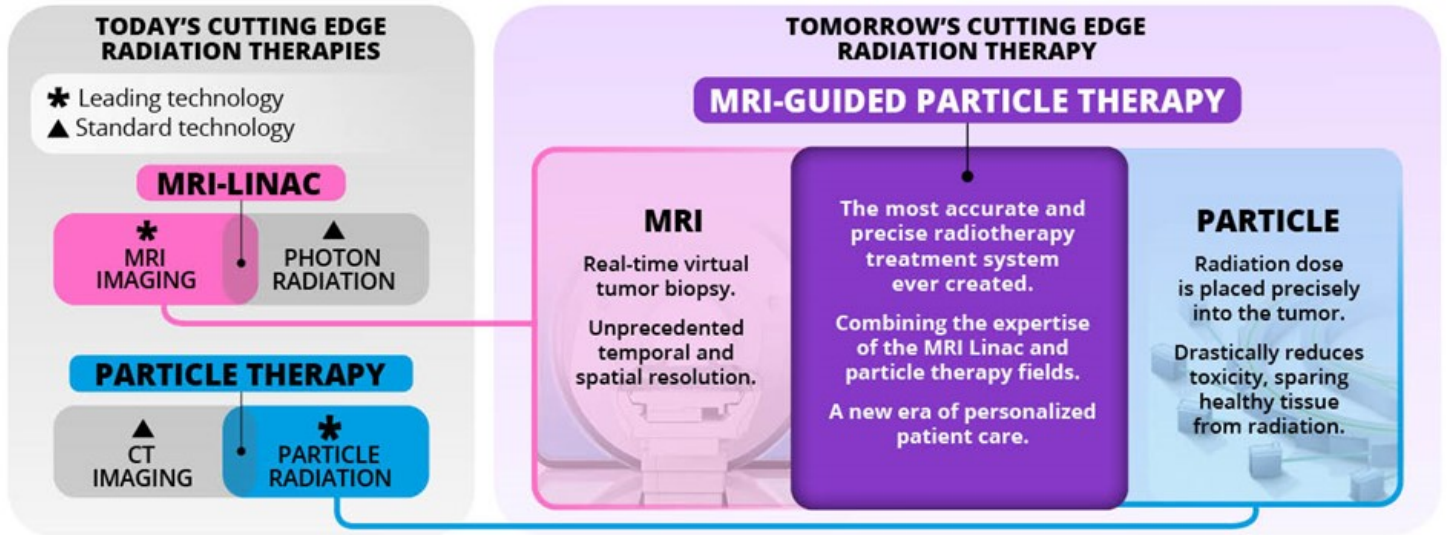 TODAY'S CUTTING EDGE
RADIATION THERAPIES
* Leading technology
▲ Standard technology
MRI-LINAC
*
MRI
IMAGING
▲
PHOTON
RADIATION
PARTICLE THERAPY
▲
CT
IMAGING
*
PARTICLE
RADIATION
TOMORROW'S CUTTING EDGE
RADIATION THERAPY
MRI-GUIDED PARTICLE THERAPY
MRI
Real-time virtual
tumor biopsy.
Unprecedented
temporal and
spatial resolution.
The most accurate and
precise radiotherapy
treatment system
ever created.
Combining the expertise
of the MRI Linac and
particle therapy fields.
A new era of personalized
patient care.
PARTICLE
Radiation dose
is placed precisely
into the tumor.
Drastically reduces
toxicity, sparing
healthy tissue
from radiation.